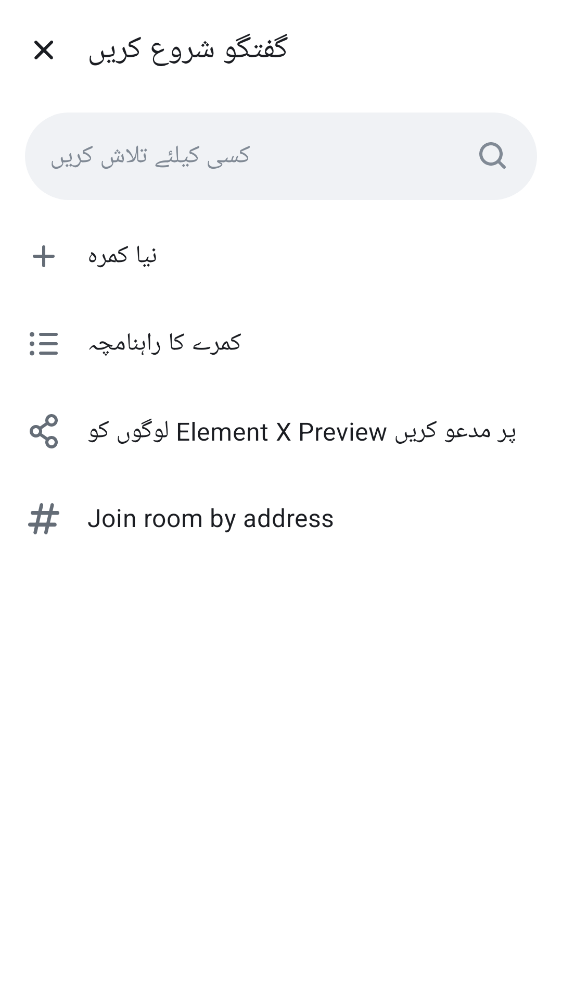 گفتگو شروع کریں
کسی کیلئے تلاش کریں
نیا کمرہ
کمرے کا راہنامچہ
لوگوں کو Element X Preview پر مدعو کریں
Join room by address